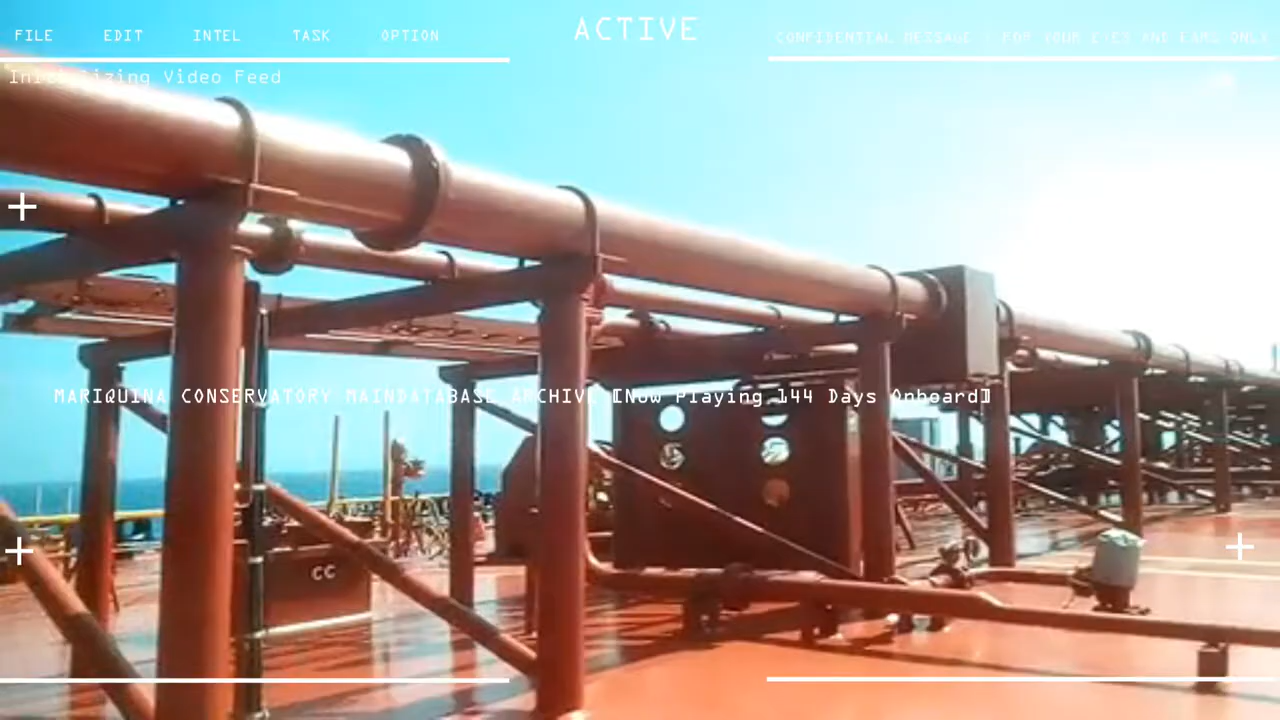 FILE EDIT INTEL TASK OPTION
ACTIVE
CONFIDENTIAL MESSAGE : FOR YOUR EYES AND EARS ONLY
Initializing Video Feed
MARIQUINA CONSERVATORY MAINDATABASE ARCHIVE [Now Playing 144 Days Onboard]
CC